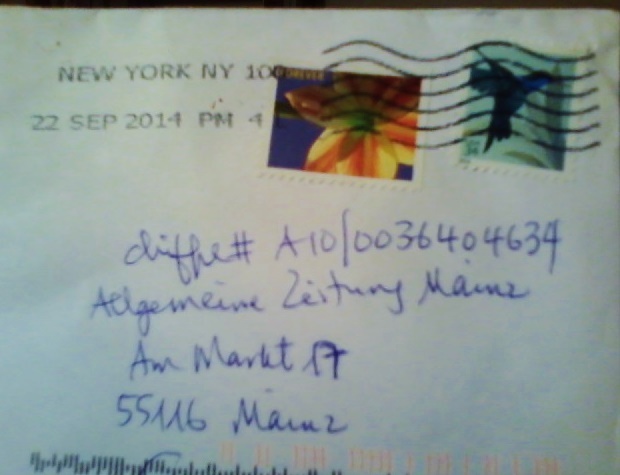 NEW YORK NY 100
22 SEP 2014 PM 4 L
chiffre# A10/0036404634
Allgemeine Zeitung Mainz
Am Markt 17
55116 Mainz